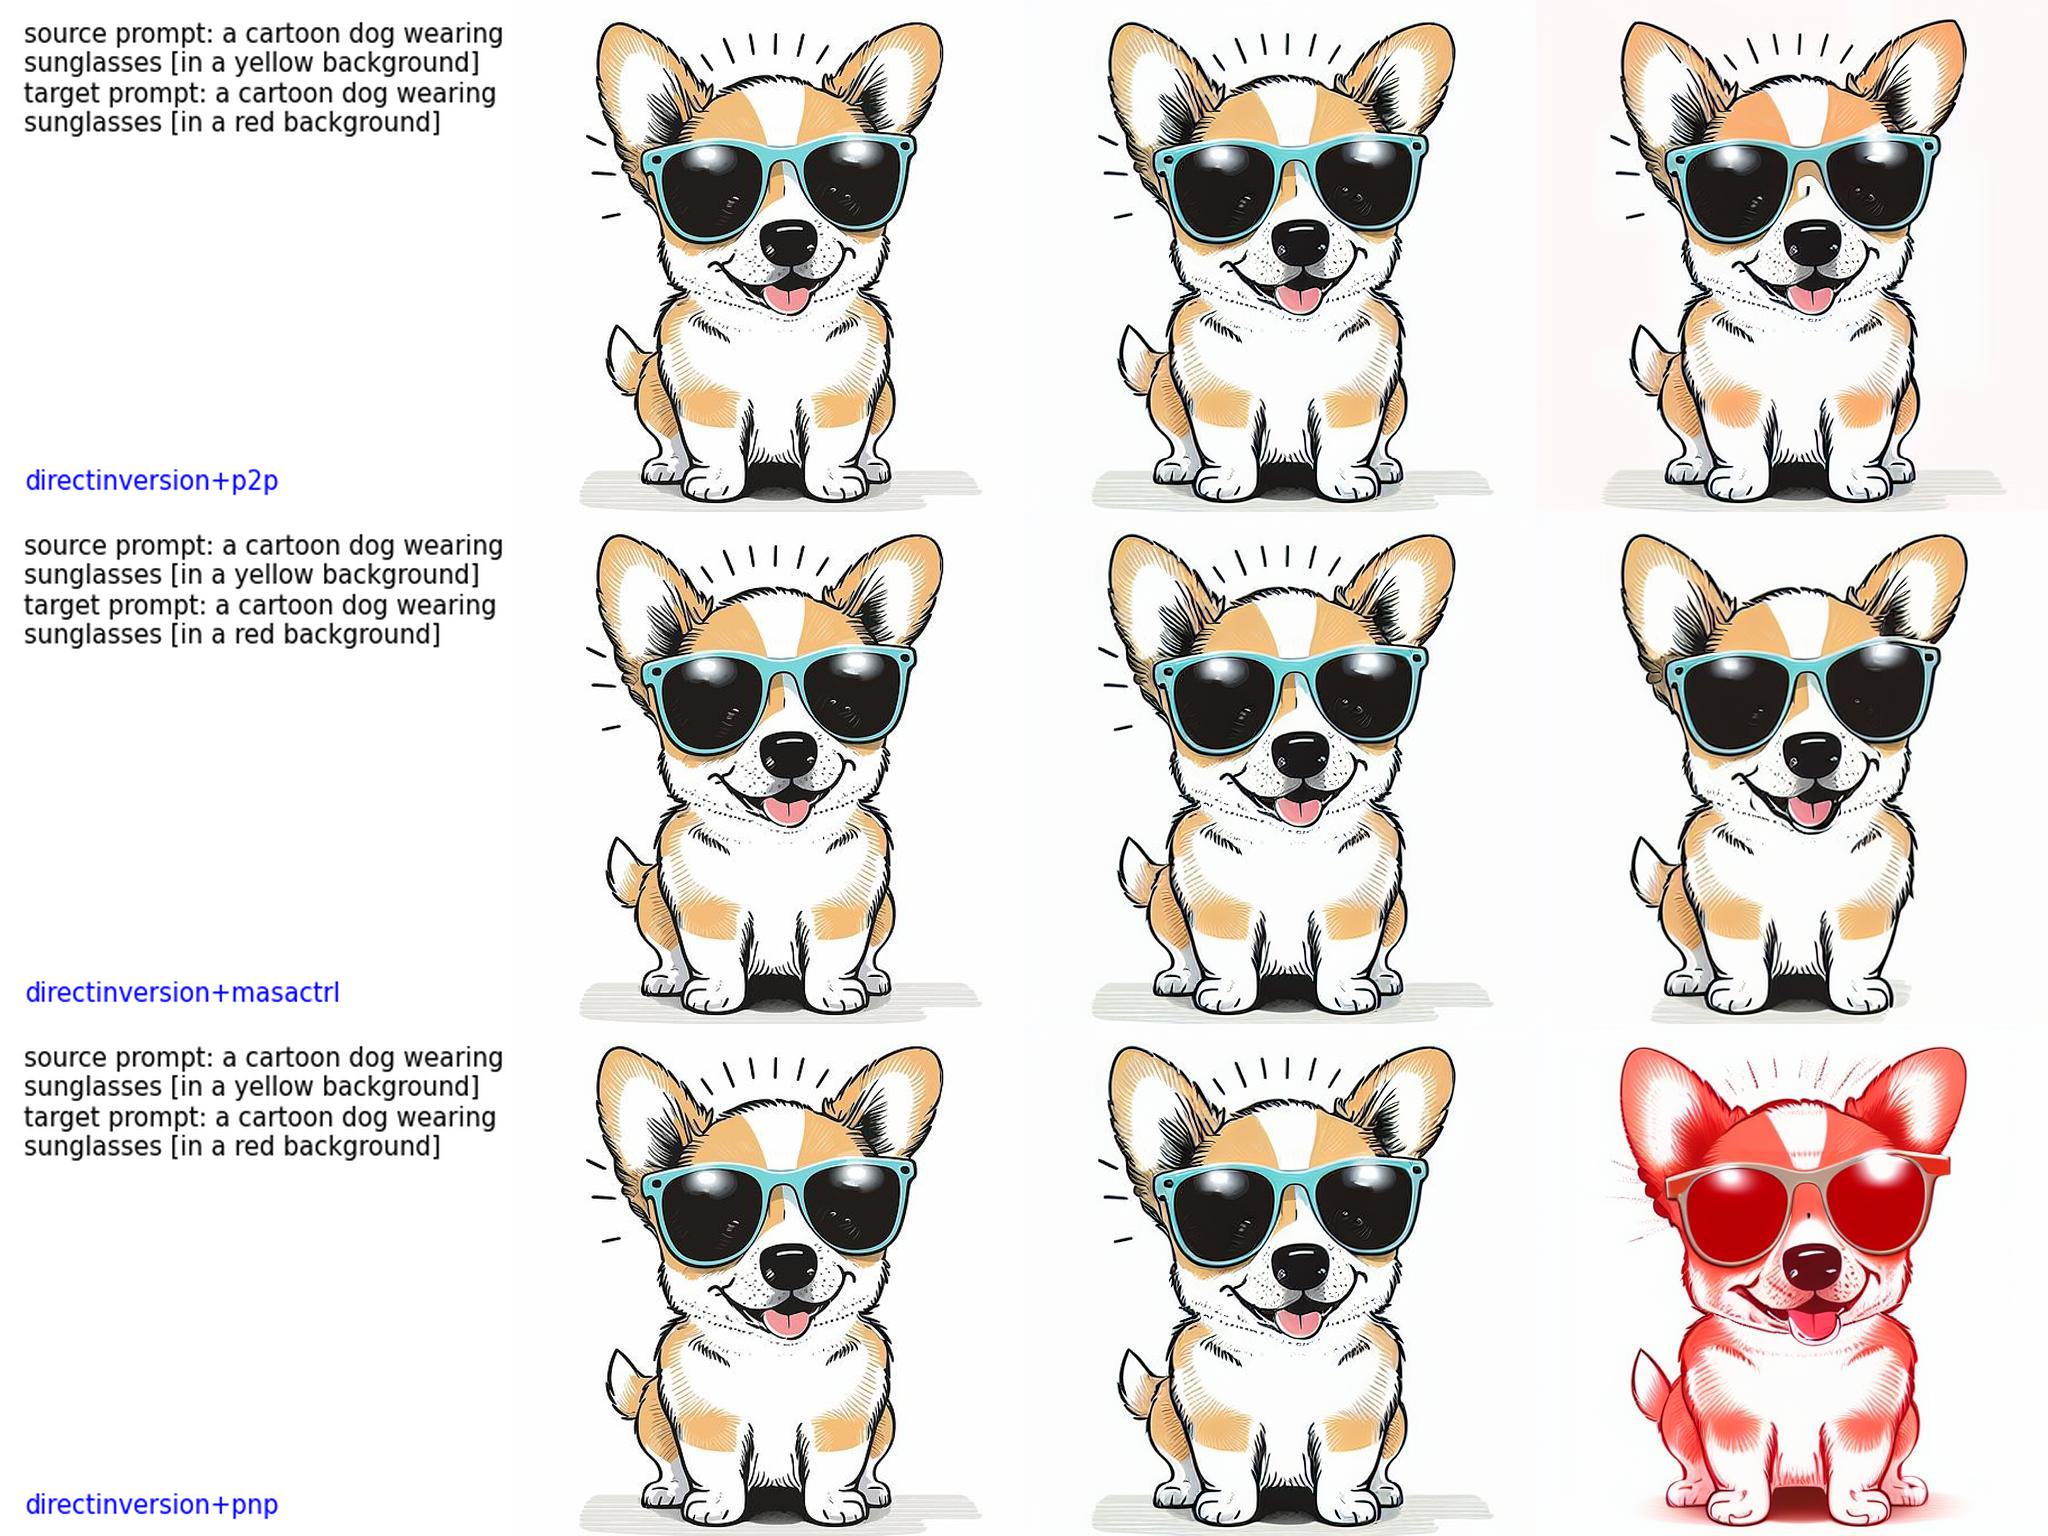 source prompt: a cartoon dog wearing
sunglasses [in a yellow background]
target prompt: a cartoon dog wearing
sunglasses [in a red background]
directinversion+p2p
source prompt: a cartoon dog wearing
sunglasses [in a yellow background]
target prompt: a cartoon dog wearing
sunglasses [in a red background]
directinversion+masactrl
source prompt: a cartoon dog wearing
sunglasses [in a yellow background]
target prompt: a cartoon dog wearing
sunglasses [in a red background]
directinversion+pnp